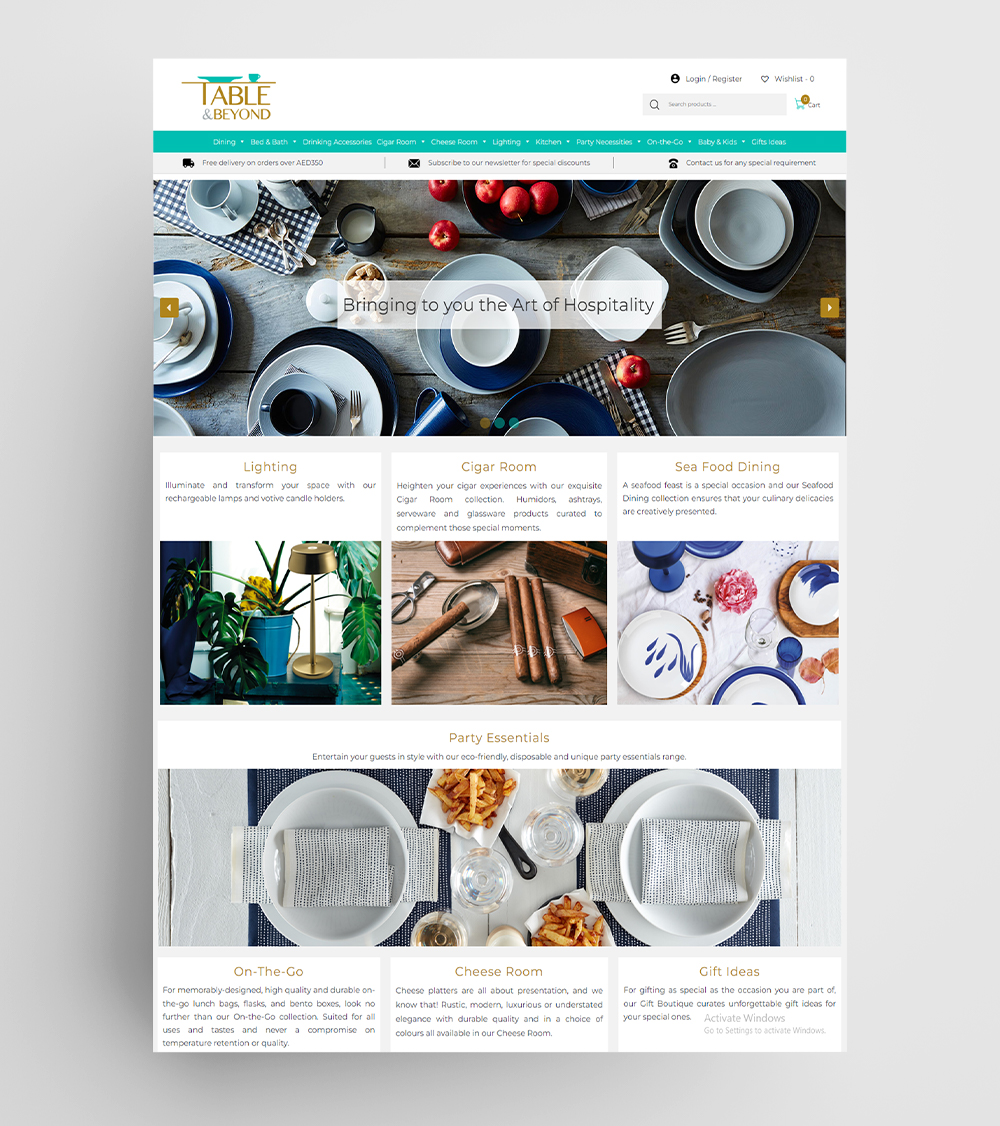 TABLE
&BEYOND
Login / Register
Wishlist - 0
Search products ...
0
Cart
Dining Bed & Bath Drinking Accessories Cigar Room Cheese Room Lighting Kitchen Party Necessities On-the-Go Baby & Kids Gifts Ideas
Free delivery on orders over AED350
Subscribe to our newsletter for special discounts
Contact us for any special requirement
Bringing to you the Art of Hospitality
Lighting
Illuminate and transform your space with our
rechargeable lamps and votive candle holders.
Cigar Room
Heighten your cigar experiences with our exquisite
Cigar Room collection. Humidors, ashtrays,
serveware and glassware products curated to
complement those special moments.
Sea Food Dining
A seafood feast is a special occasion and our Seafood
Dining collection ensures that your culinary delicacies
are creatively presented.
Party Essentials
Entertain your guests in style with our eco-friendly, disposable and unique party essentials range.
On-The-Go
For memorably-designed, high quality and durable on-
the-go lunch bags, flasks, and bento boxes, look no
further than our On-the-Go collection. Suited for all
uses and tastes and never a compromise on
temperature retention or quality.
Cheese Room
Cheese platters are all about presentation, and we
know that! Rustic, modern, luxurious or understated
elegance with durable quality and in a choice of
colours all available in our Cheese Room.
Gift Ideas
For gifting as special as the occasion you are part of,
our Gift Boutique curates unforgettable gift ideas for
your special ones.
Activate Windows
Go to Settings to activate Windows.